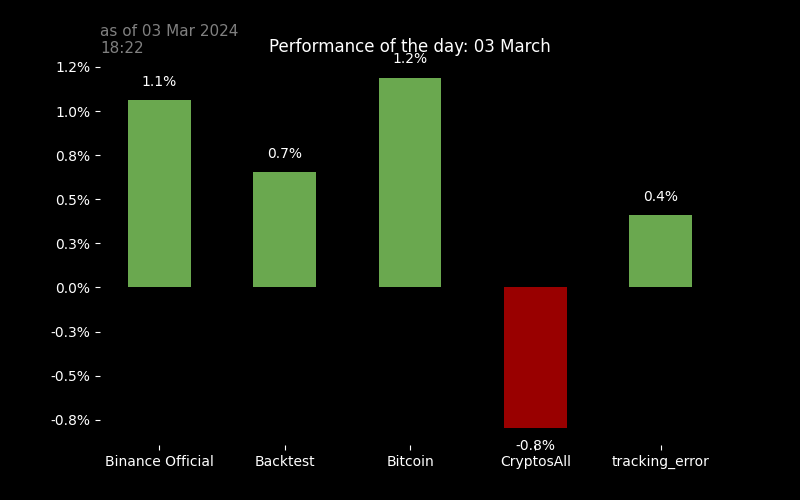 as of 03 Mar 2024
18:22
Performance of the day: 03 March
1.2%
1.0%
0.8%
0.5%
0.3%
0.0%
-0.3%
-0.5%
-0.8%
1.1%
0.7%
1.2%
-0.8%
0.4%
Binance Official
Backtest
Bitcoin
CryptosAll
tracking_error